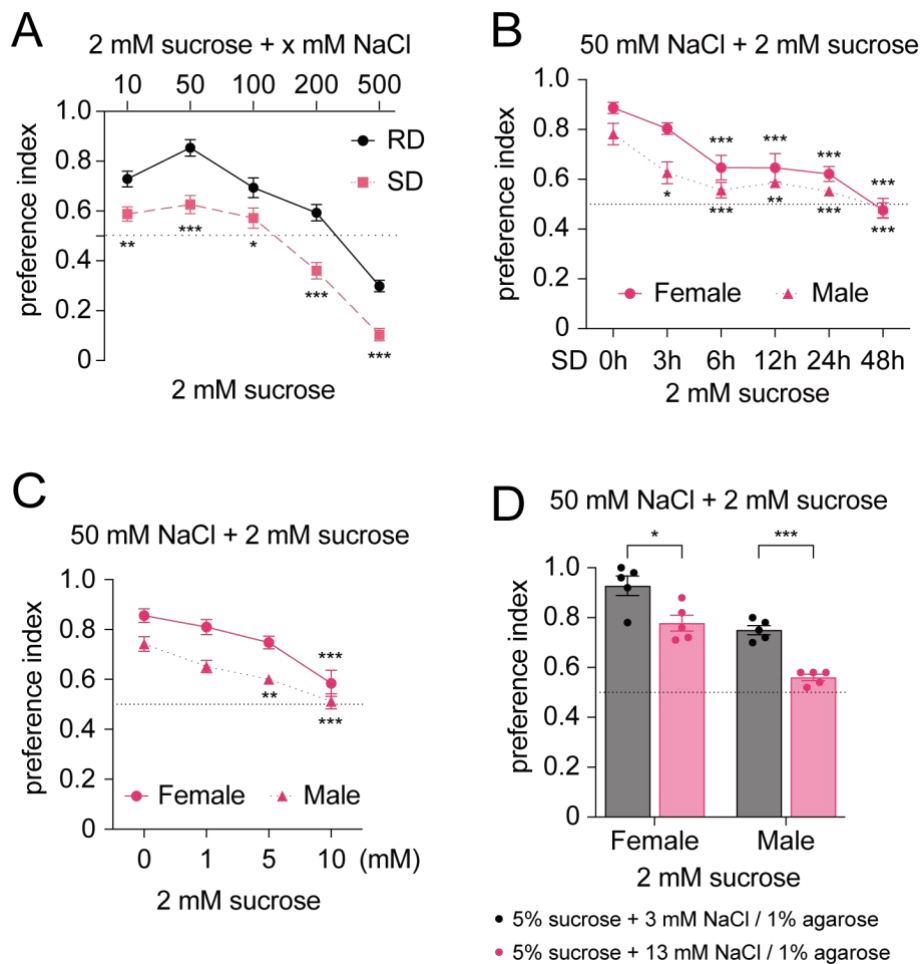 A
2 mM sucrose + x mM NaCl
10 50 100 200 500
1.0
0.8
0.6
0.4
0.2
0
preference index
RD
SD
**
***
*
***
***
2 mM sucrose
B
50 mM NaCl + 2 mM sucrose
1.0
0.8
0.6
0.4
0.2
0
preference index
*** *** *** ***
* *** ** *** ***
Female Male
SD 0h 3h 6h 12h 24h 48h
2 mM sucrose
C
50 mM NaCl + 2 mM sucrose
1.0
0.8
0.6
0.4
0.2
0
preference index
***
**
***
Female Male
0 1 5 10 (mM)
2 mM sucrose
D
50 mM NaCl + 2 mM sucrose
* ***
1.0
0.8
0.6
0.4
0.2
0
preference index
Female Male
2 mM sucrose
5% sucrose + 3 mM NaCl / 1% agarose
5% sucrose + 13 mM NaCl / 1% agarose